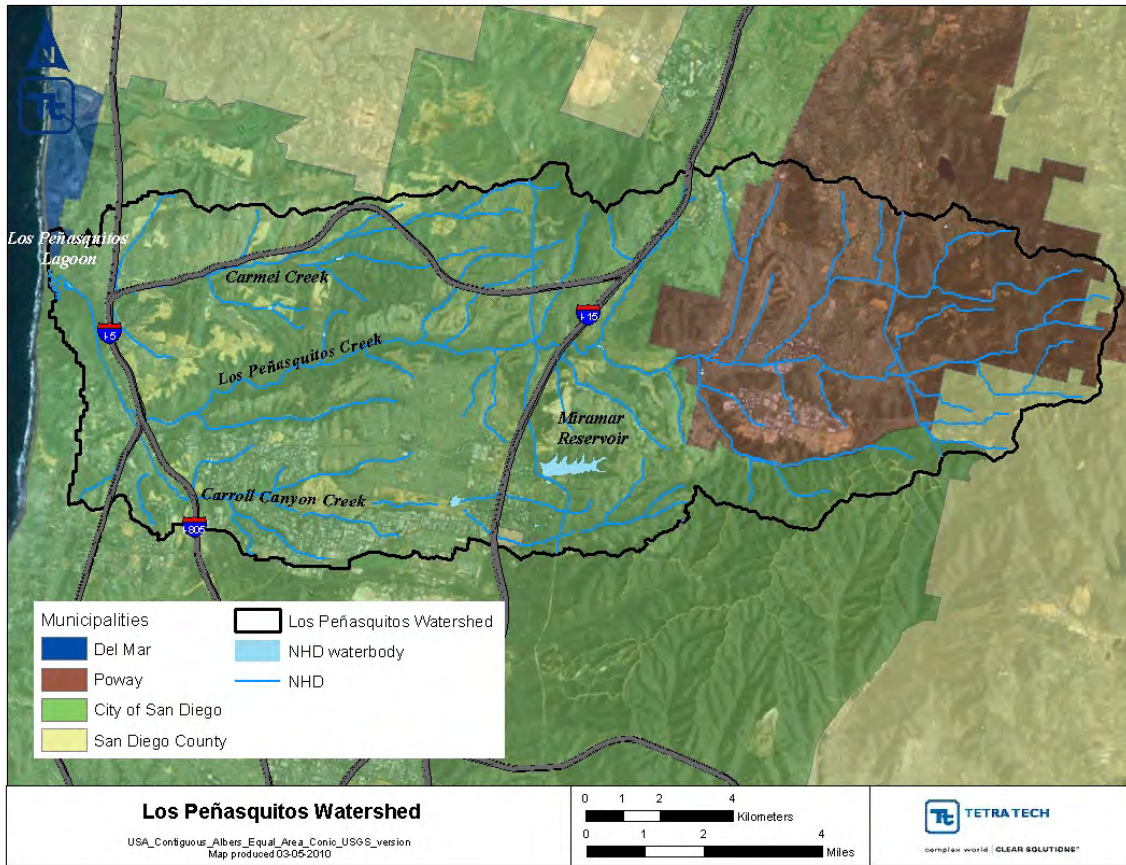 N
Tt
Los Peñasquitos
Lagoon
Carmel Creek
I-15
I-5
Los Peñasquitos Creek
Miramar
Reservoir
Carroll Canyon Creek
I-805
Municipalities
Del Mar
Poway
City of San Diego
San Diego County
Los Peñasquitos Watershed
NHD waterbody
NHD
Los Peñasquitos Watershed
USA_Contiguous_Albers_Equal_Area_Conic_USGS_version
Map produced 03-05-2010
0 1 2 4
Kilometers
0 1 2 4
Miles
Tt TETRA TECH
complex world | CLEAR SOLUTIONS™